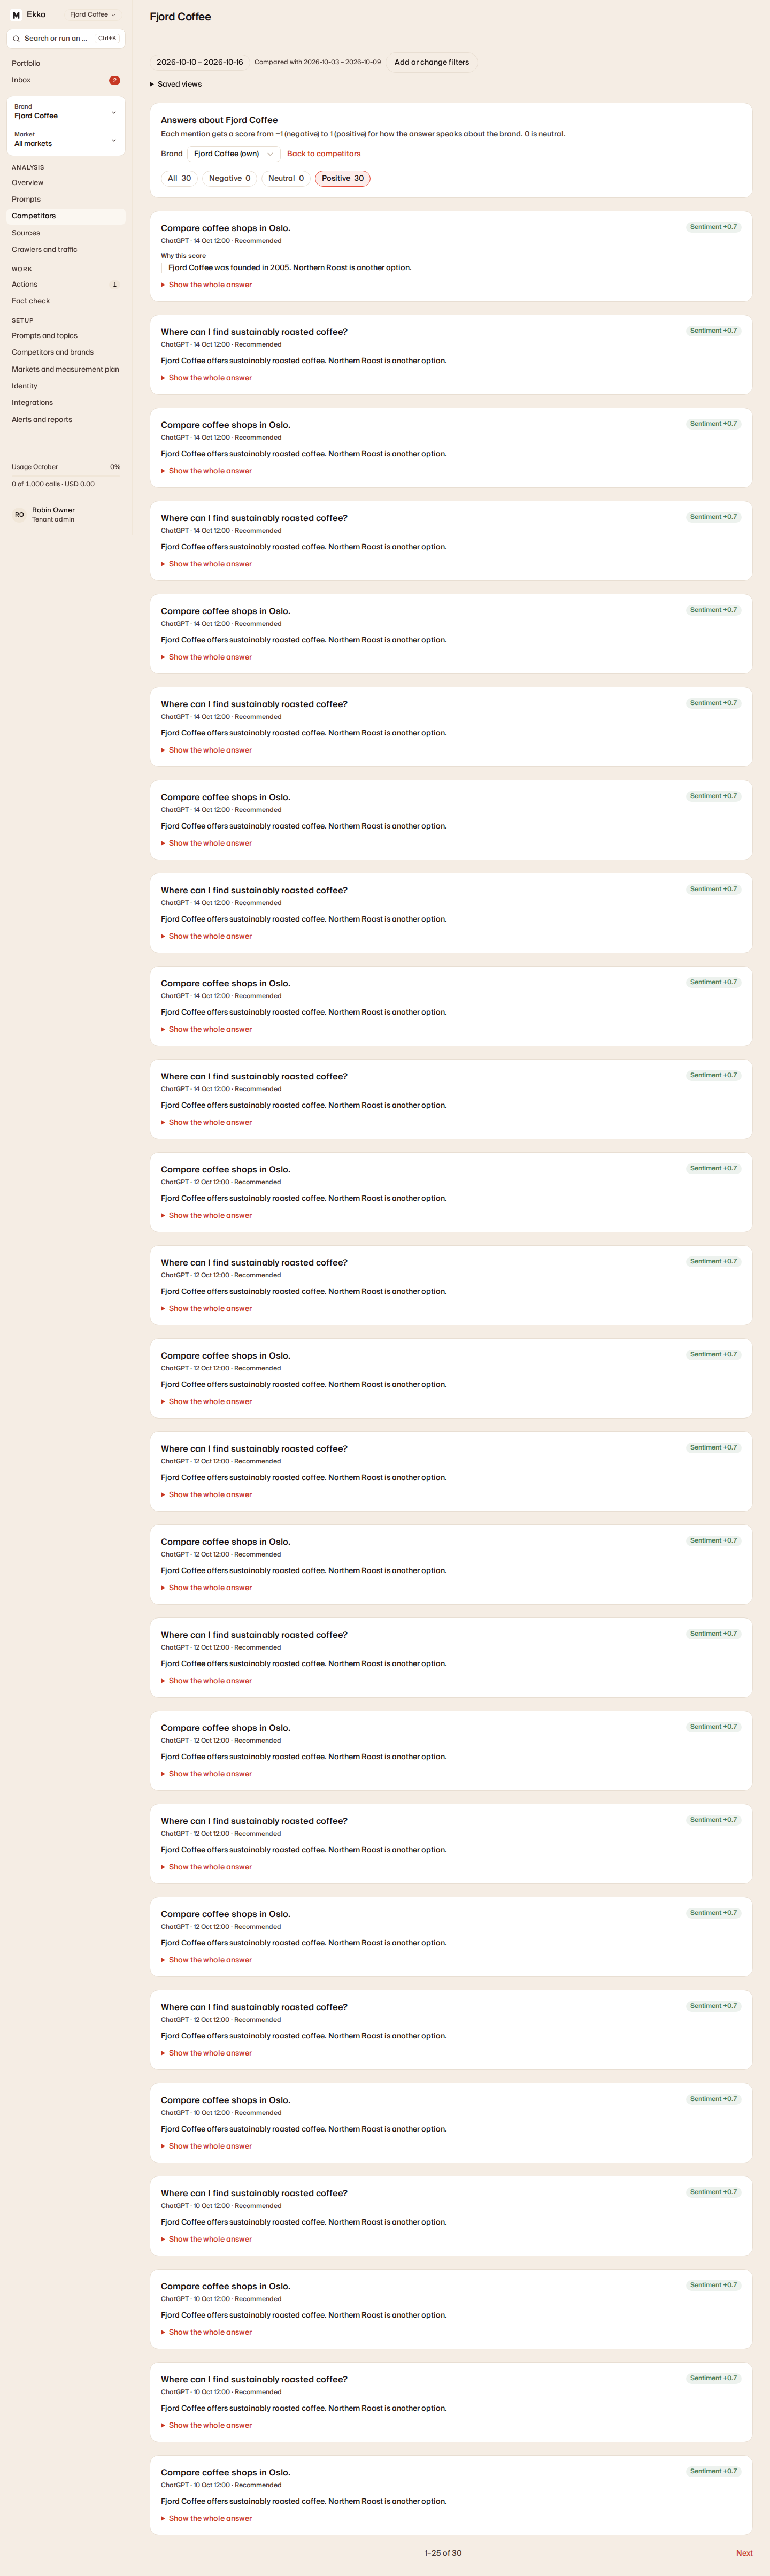 Ekko
Fjord Coffee
Search or run an ...
Ctrl+K
Portfolio
Inbox 2
Brand
Fjord Coffee
Market
All markets
ANALYSIS
Overview
Prompts
Competitors
Sources
Crawlers and traffic
WORK
Actions 1
Fact check
SETUP
Prompts and topics
Competitors and brands
Markets and measurement plan
Identity
Integrations
Alerts and reports
Usage October 0%
0 of 1,000 calls · USD 0.00
RO
Robin Owner
Tenant admin
Fjord Coffee
2026-10-10 – 2026-10-16 Compared with 2026-10-03 – 2026-10-09 Add or change filters
Saved views
Answers about Fjord Coffee
Each mention gets a score from −1 (negative) to 1 (positive) for how the answer speaks about the brand. 0 is neutral.
Brand Fjord Coffee (own) Back to competitors
All 30 Negative 0 Neutral 0 Positive 30
Compare coffee shops in Oslo. Sentiment +0.7
ChatGPT · 14 Oct 12:00 · Recommended
Why this score
Fjord Coffee was founded in 2005. Northern Roast is another option.
Show the whole answer
Where can I find sustainably roasted coffee? Sentiment +0.7
ChatGPT · 14 Oct 12:00 · Recommended
Fjord Coffee offers sustainably roasted coffee. Northern Roast is another option.
Show the whole answer
Compare coffee shops in Oslo. Sentiment +0.7
ChatGPT · 14 Oct 12:00 · Recommended
Fjord Coffee offers sustainably roasted coffee. Northern Roast is another option.
Show the whole answer
Where can I find sustainably roasted coffee? Sentiment +0.7
ChatGPT · 14 Oct 12:00 · Recommended
Fjord Coffee offers sustainably roasted coffee. Northern Roast is another option.
Show the whole answer
Compare coffee shops in Oslo. Sentiment +0.7
ChatGPT · 14 Oct 12:00 · Recommended
Fjord Coffee offers sustainably roasted coffee. Northern Roast is another option.
Show the whole answer
Where can I find sustainably roasted coffee? Sentiment +0.7
ChatGPT · 14 Oct 12:00 · Recommended
Fjord Coffee offers sustainably roasted coffee. Northern Roast is another option.
Show the whole answer
Compare coffee shops in Oslo. Sentiment +0.7
ChatGPT · 14 Oct 12:00 · Recommended
Fjord Coffee offers sustainably roasted coffee. Northern Roast is another option.
Show the whole answer
Where can I find sustainably roasted coffee? Sentiment +0.7
ChatGPT · 14 Oct 12:00 · Recommended
Fjord Coffee offers sustainably roasted coffee. Northern Roast is another option.
Show the whole answer
Compare coffee shops in Oslo. Sentiment +0.7
ChatGPT · 14 Oct 12:00 · Recommended
Fjord Coffee offers sustainably roasted coffee. Northern Roast is another option.
Show the whole answer
Where can I find sustainably roasted coffee? Sentiment +0.7
ChatGPT · 14 Oct 12:00 · Recommended
Fjord Coffee offers sustainably roasted coffee. Northern Roast is another option.
Show the whole answer
Compare coffee shops in Oslo. Sentiment +0.7
ChatGPT · 12 Oct 12:00 · Recommended
Fjord Coffee offers sustainably roasted coffee. Northern Roast is another option.
Show the whole answer
Where can I find sustainably roasted coffee? Sentiment +0.7
ChatGPT · 12 Oct 12:00 · Recommended
Fjord Coffee offers sustainably roasted coffee. Northern Roast is another option.
Show the whole answer
Compare coffee shops in Oslo. Sentiment +0.7
ChatGPT · 12 Oct 12:00 · Recommended
Fjord Coffee offers sustainably roasted coffee. Northern Roast is another option.
Show the whole answer
Where can I find sustainably roasted coffee? Sentiment +0.7
ChatGPT · 12 Oct 12:00 · Recommended
Fjord Coffee offers sustainably roasted coffee. Northern Roast is another option.
Show the whole answer
Compare coffee shops in Oslo. Sentiment +0.7
ChatGPT · 12 Oct 12:00 · Recommended
Fjord Coffee offers sustainably roasted coffee. Northern Roast is another option.
Show the whole answer
Where can I find sustainably roasted coffee? Sentiment +0.7
ChatGPT · 12 Oct 12:00 · Recommended
Fjord Coffee offers sustainably roasted coffee. Northern Roast is another option.
Show the whole answer
Compare coffee shops in Oslo. Sentiment +0.7
ChatGPT · 12 Oct 12:00 · Recommended
Fjord Coffee offers sustainably roasted coffee. Northern Roast is another option.
Show the whole answer
Where can I find sustainably roasted coffee? Sentiment +0.7
ChatGPT · 12 Oct 12:00 · Recommended
Fjord Coffee offers sustainably roasted coffee. Northern Roast is another option.
Show the whole answer
Compare coffee shops in Oslo. Sentiment +0.7
ChatGPT · 12 Oct 12:00 · Recommended
Fjord Coffee offers sustainably roasted coffee. Northern Roast is another option.
Show the whole answer
Where can I find sustainably roasted coffee? Sentiment +0.7
ChatGPT · 12 Oct 12:00 · Recommended
Fjord Coffee offers sustainably roasted coffee. Northern Roast is another option.
Show the whole answer
Compare coffee shops in Oslo. Sentiment +0.7
ChatGPT · 10 Oct 12:00 · Recommended
Fjord Coffee offers sustainably roasted coffee. Northern Roast is another option.
Show the whole answer
Where can I find sustainably roasted coffee? Sentiment +0.7
ChatGPT · 10 Oct 12:00 · Recommended
Fjord Coffee offers sustainably roasted coffee. Northern Roast is another option.
Show the whole answer
Compare coffee shops in Oslo. Sentiment +0.7
ChatGPT · 10 Oct 12:00 · Recommended
Fjord Coffee offers sustainably roasted coffee. Northern Roast is another option.
Show the whole answer
Where can I find sustainably roasted coffee? Sentiment +0.7
ChatGPT · 10 Oct 12:00 · Recommended
Fjord Coffee offers sustainably roasted coffee. Northern Roast is another option.
Show the whole answer
Compare coffee shops in Oslo. Sentiment +0.7
ChatGPT · 10 Oct 12:00 · Recommended
Fjord Coffee offers sustainably roasted coffee. Northern Roast is another option.
Show the whole answer
1–25 of 30 Next